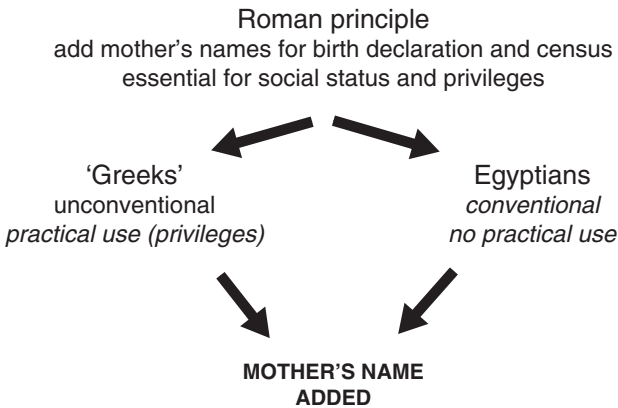 Roman principle
add mother's names for birth declaration and census
essential for social status and privileges
‘Greeks’
unconventional
practical use (privileges)
Egyptians
conventional
no practical use
MOTHER'S NAME
ADDED